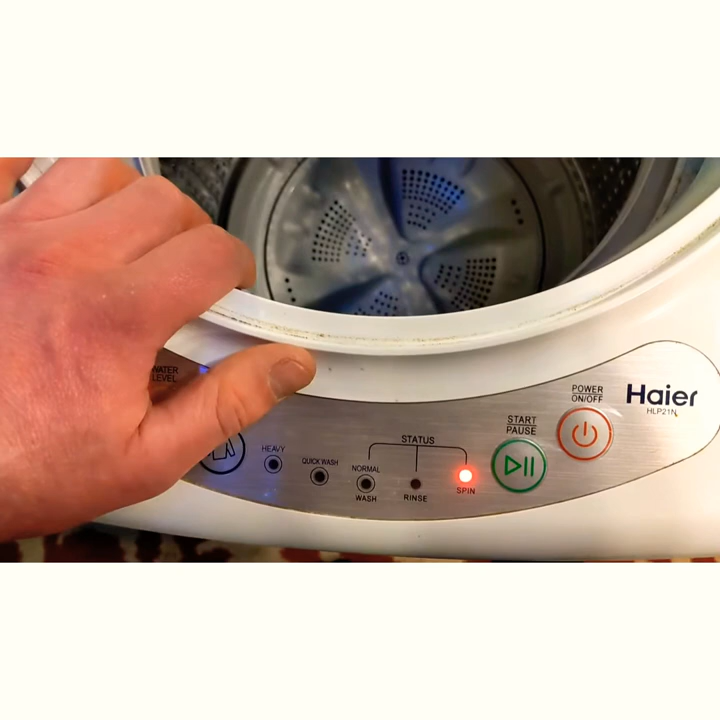 WATER
LEVEL
HEAVY
QUICK WASH
NORMAL
WASH
STATUS
RINSE
SPIN
START
PAUSE
POWER
ON/OFF
Haier
HLP21N